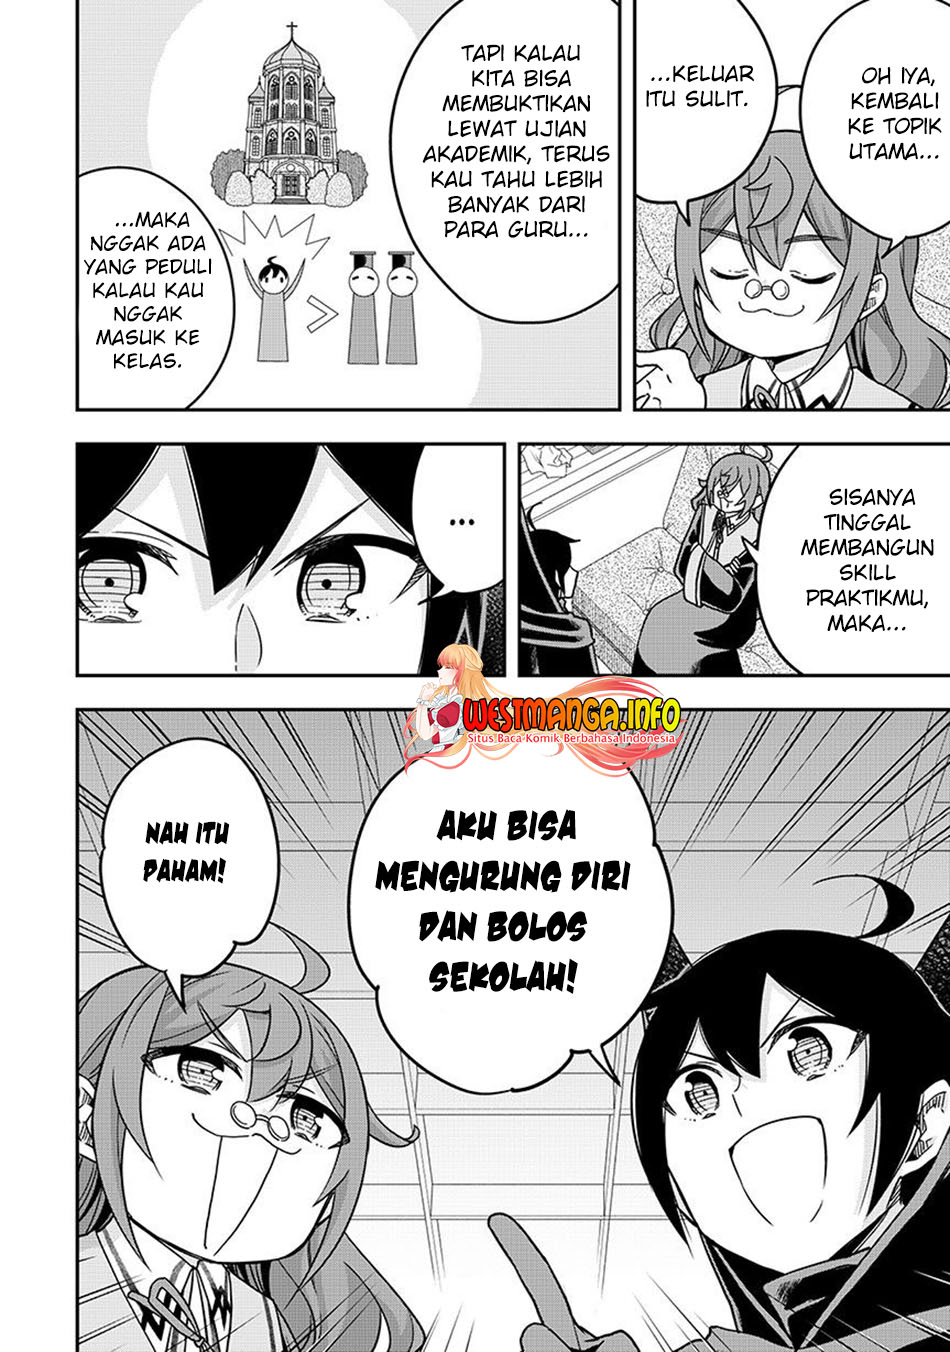 OH IYA,
KEMBALI
KE TOPIK
UTAMA...
...KELUAR
ITU SULIT.
TAPI KALAU
KITA BISA
MEMBUKTIKAN
LEWAT UJIAN
AKADEMIK, TERUS
KAU TAHU LEBIH
BANYAK DARI
PARA GURU...
...MAKA
NGGAK ADA
YANG PEDULI
KALAU KAU
NGGAK
MASUK KE
KELAS.
>
SISANYA
TINGGAL
MEMBANGUN
SKILL
PRAKTIKMU,
MAKA...
...
WESTMANGA.INFO
Situs Baca Komik Berbahasa Indonesia
AKU BISA
MENGURUNG DIRI
DAN BOLOS
SEKOLAH!
NAH ITU
PAHAM!